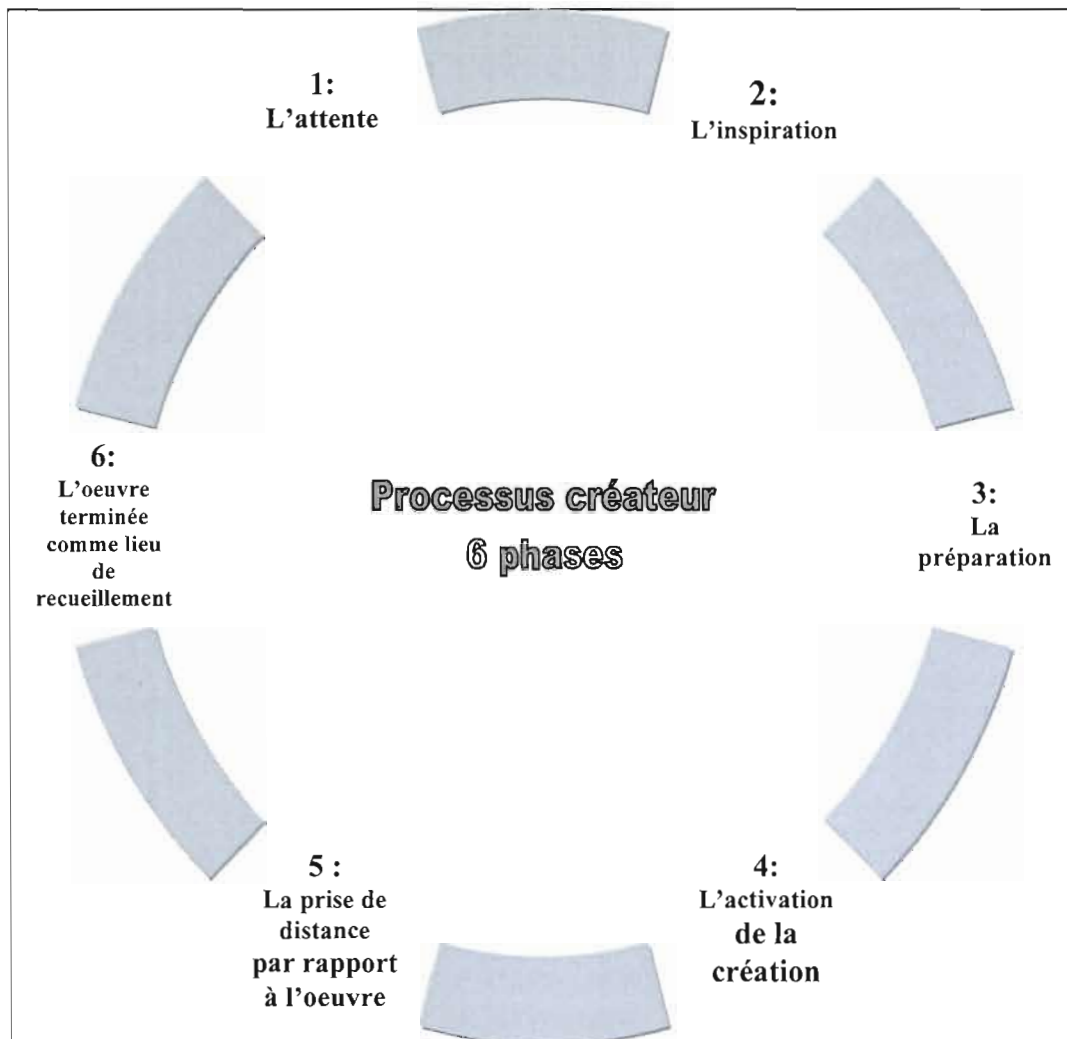 1:
L'attente
2:
L'inspiration
3:
La
préparation
4:
L'activation
de la
création
5 :
La prise de
distance
par rapport
à l'oeuvre
6:
L'oeuvre
terminée
comme lieu
de
recueillement
Processus créateur
6 phases